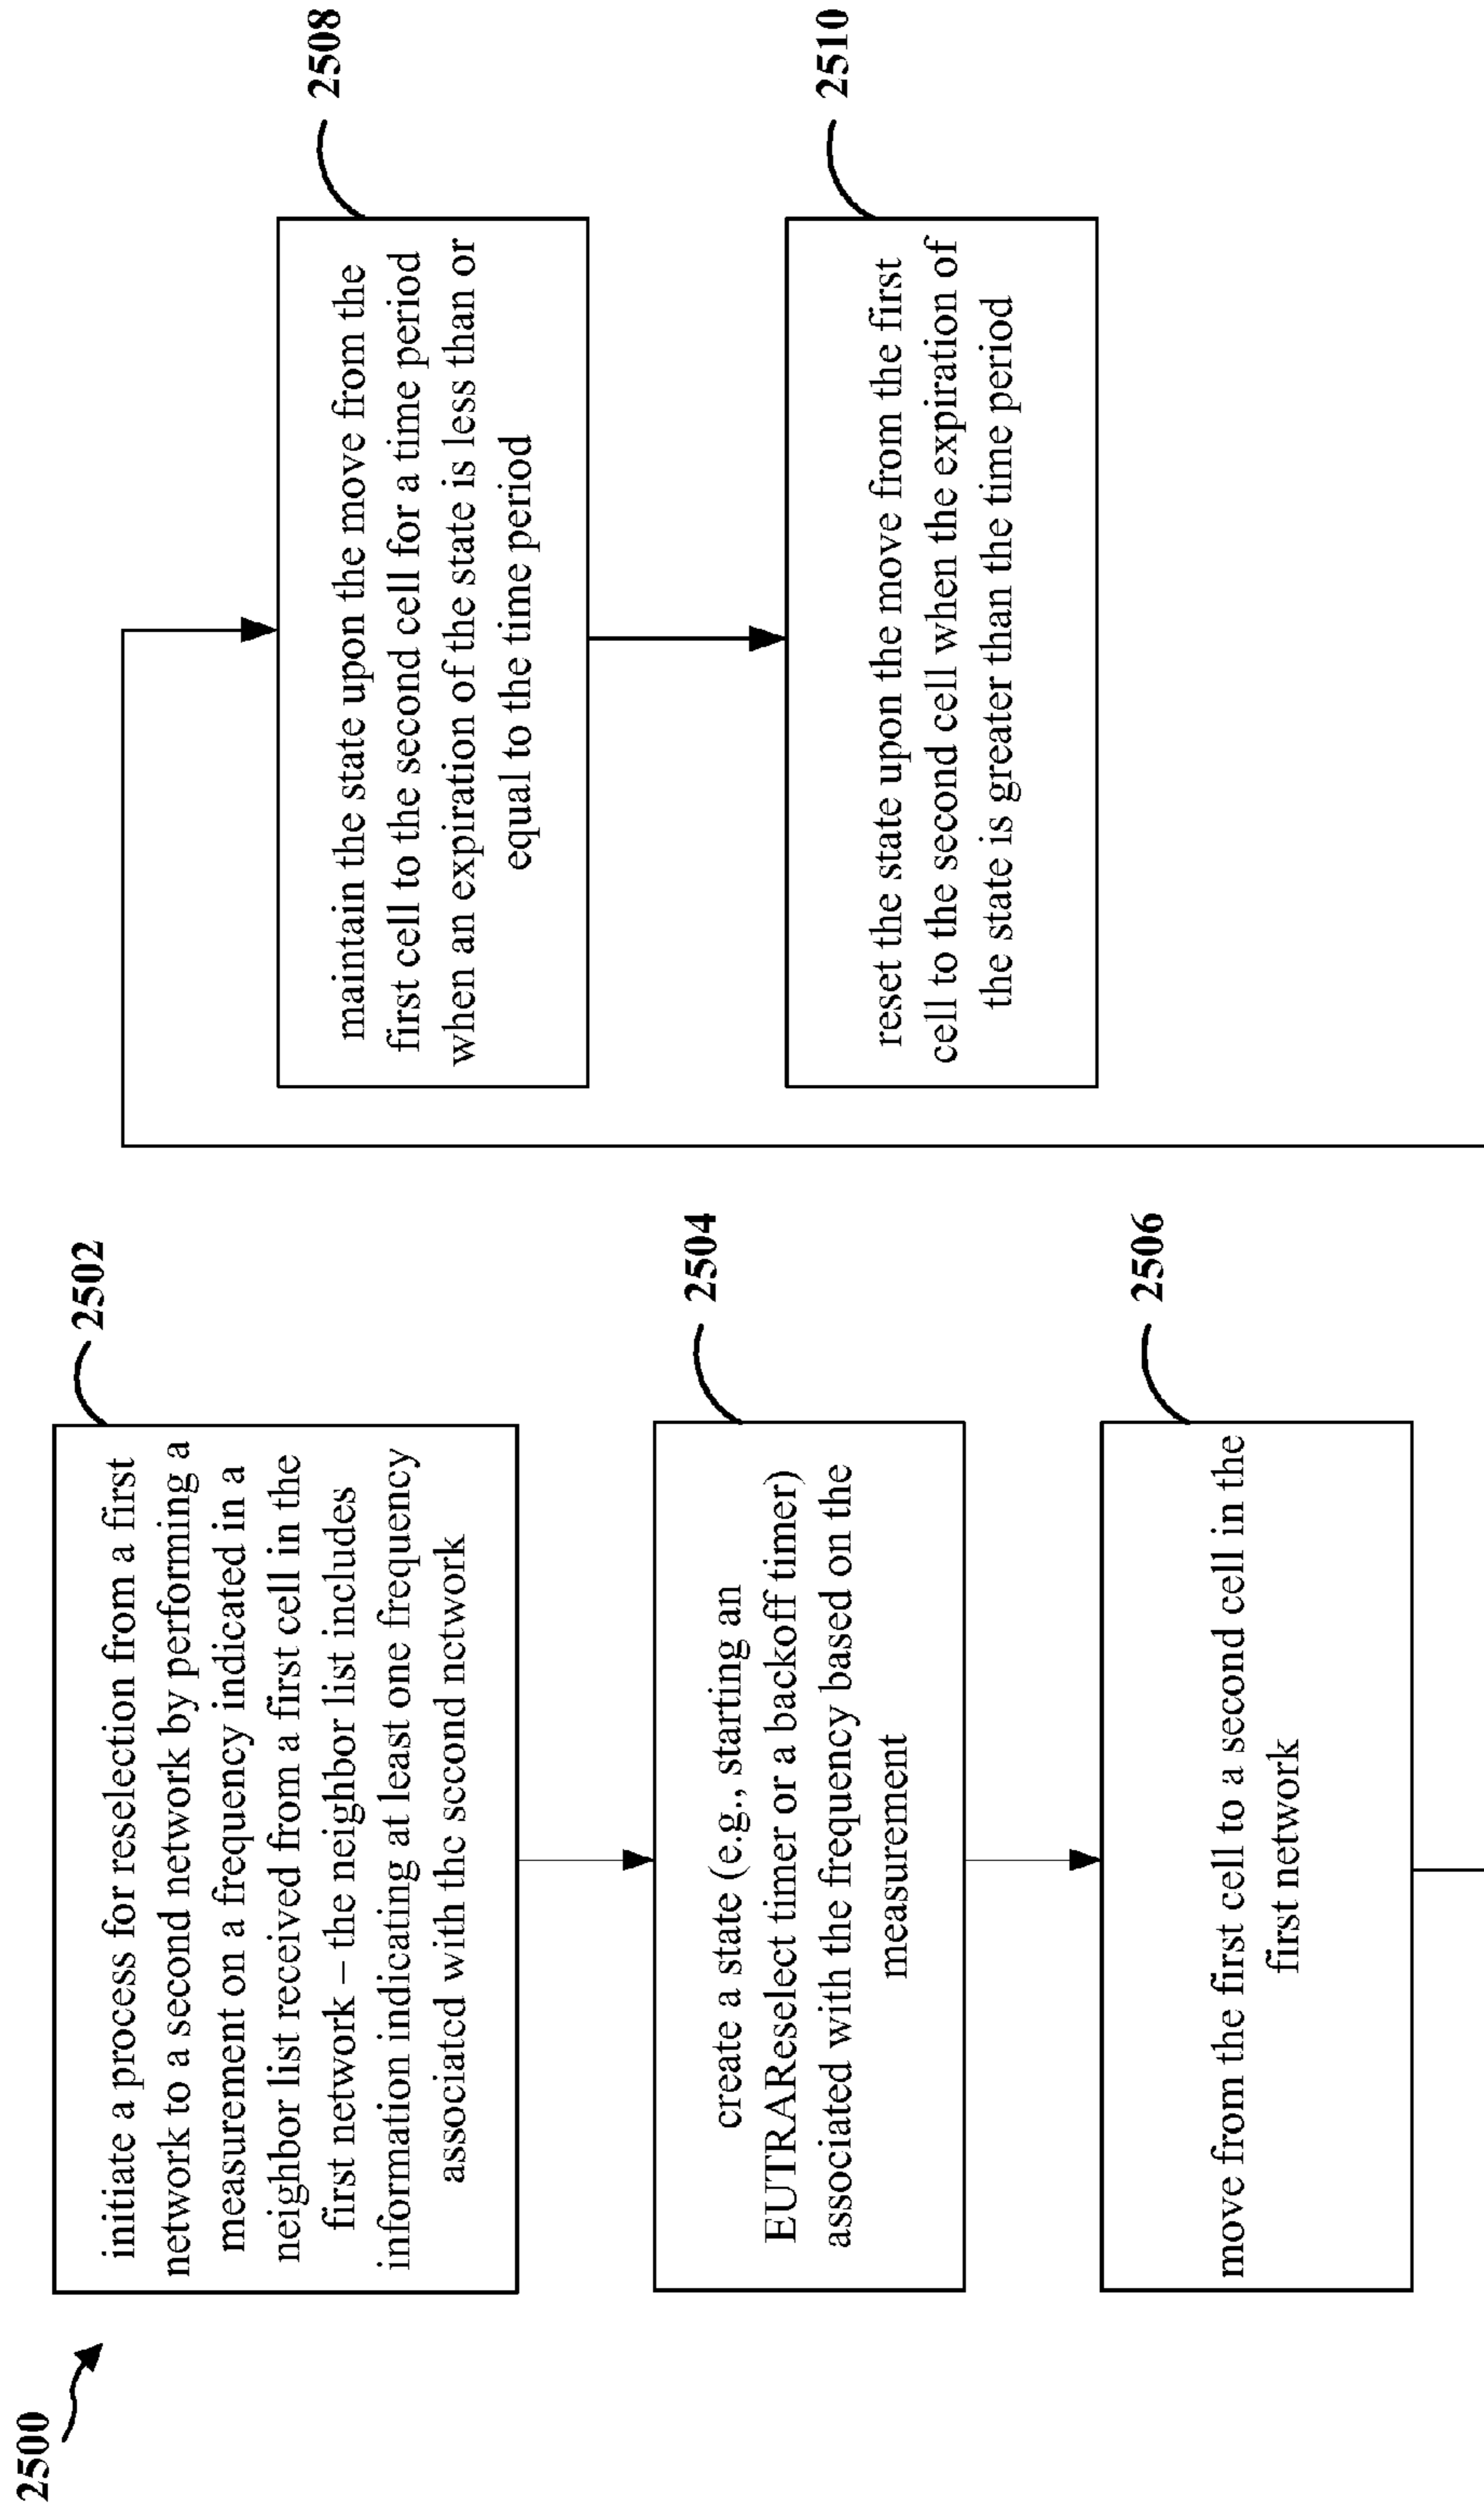 2500
2502
initiate a process for reselection from a first
network to a second network by performing a
measurement on a frequency indicated in a
neighbor list received from a first cell in the
first network – the neighbor list includes
information indicating at least one frequency
associated with the second network
2504
create a state (e.g., starting an
EUTRAReselect timer or a backoff timer)
associated with the frequency based on the
measurement
2506
move from the first cell to a second cell in the
first network
2508
maintain the state upon the move from the
first cell to the second cell for a time period
when an expiration of the state is less than or
equal to the time period
2510
reset the state upon the move from the first
cell to the second cell when the expiration of
the state is greater than the time period